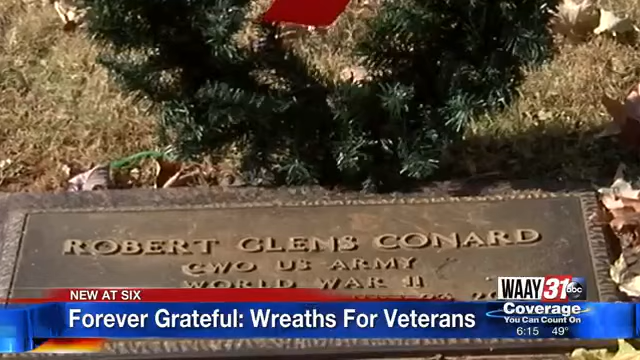 ROBERT GLENS CONARD
CWO US ARMY
WORLD WAR II
NEW AT SIX
Forever Grateful: Wreaths For Veterans
WAAY 31 abc
Coverage
You Can Count On
6:15 49°